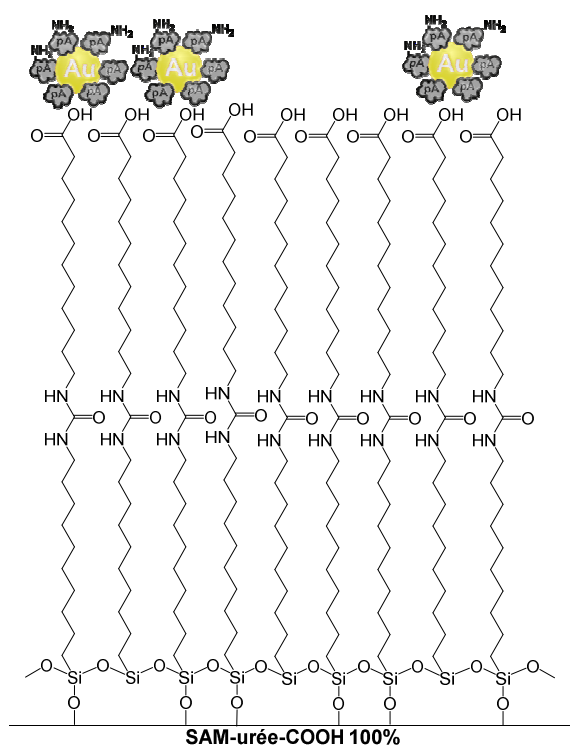 NH2 NH2 NH2 NH2 NH2 NH2
pA pA pA pA pA pA
NH2 NH2 NH2
pA Au pA pA Au pA pA Au pA
pA pA pA pA pA pA
OH OH OH OH OH OH OH OH OH
O O O O O O O O O
HN HN HN HN HN HN HN HN HN
O O O O O O O O O
HN HN HN HN HN HN HN HN HN
O Si O Si O Si O Si O Si O Si O Si O Si O Si O
O O O O O O
SAM-urée-COOH 100%